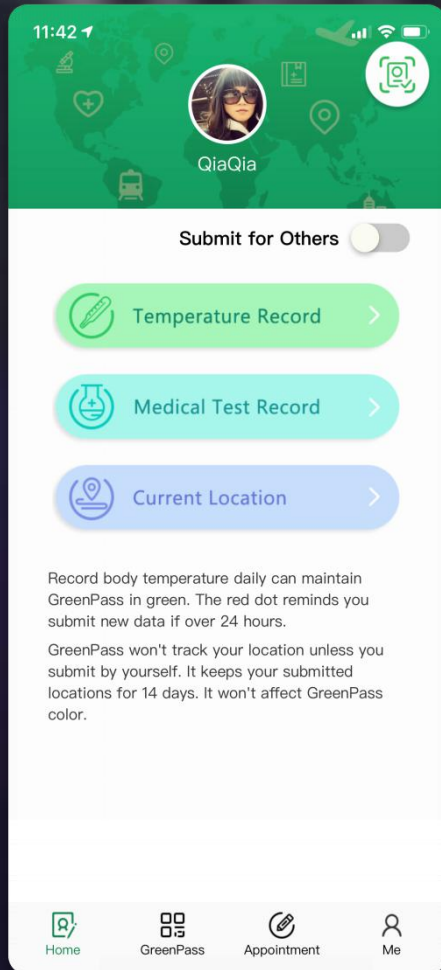 11:42
QiaQia
Submit for Others
Temperature Record
Medical Test Record
Current Location
Record body temperature daily can maintain
GreenPass in green. The red dot reminds you
submit new data if over 24 hours.
GreenPass won't track your location unless you
submit by yourself. It keeps your submitted
locations for 14 days. It won't affect GreenPass
color.
Home
GreenPass
Appointment
Me